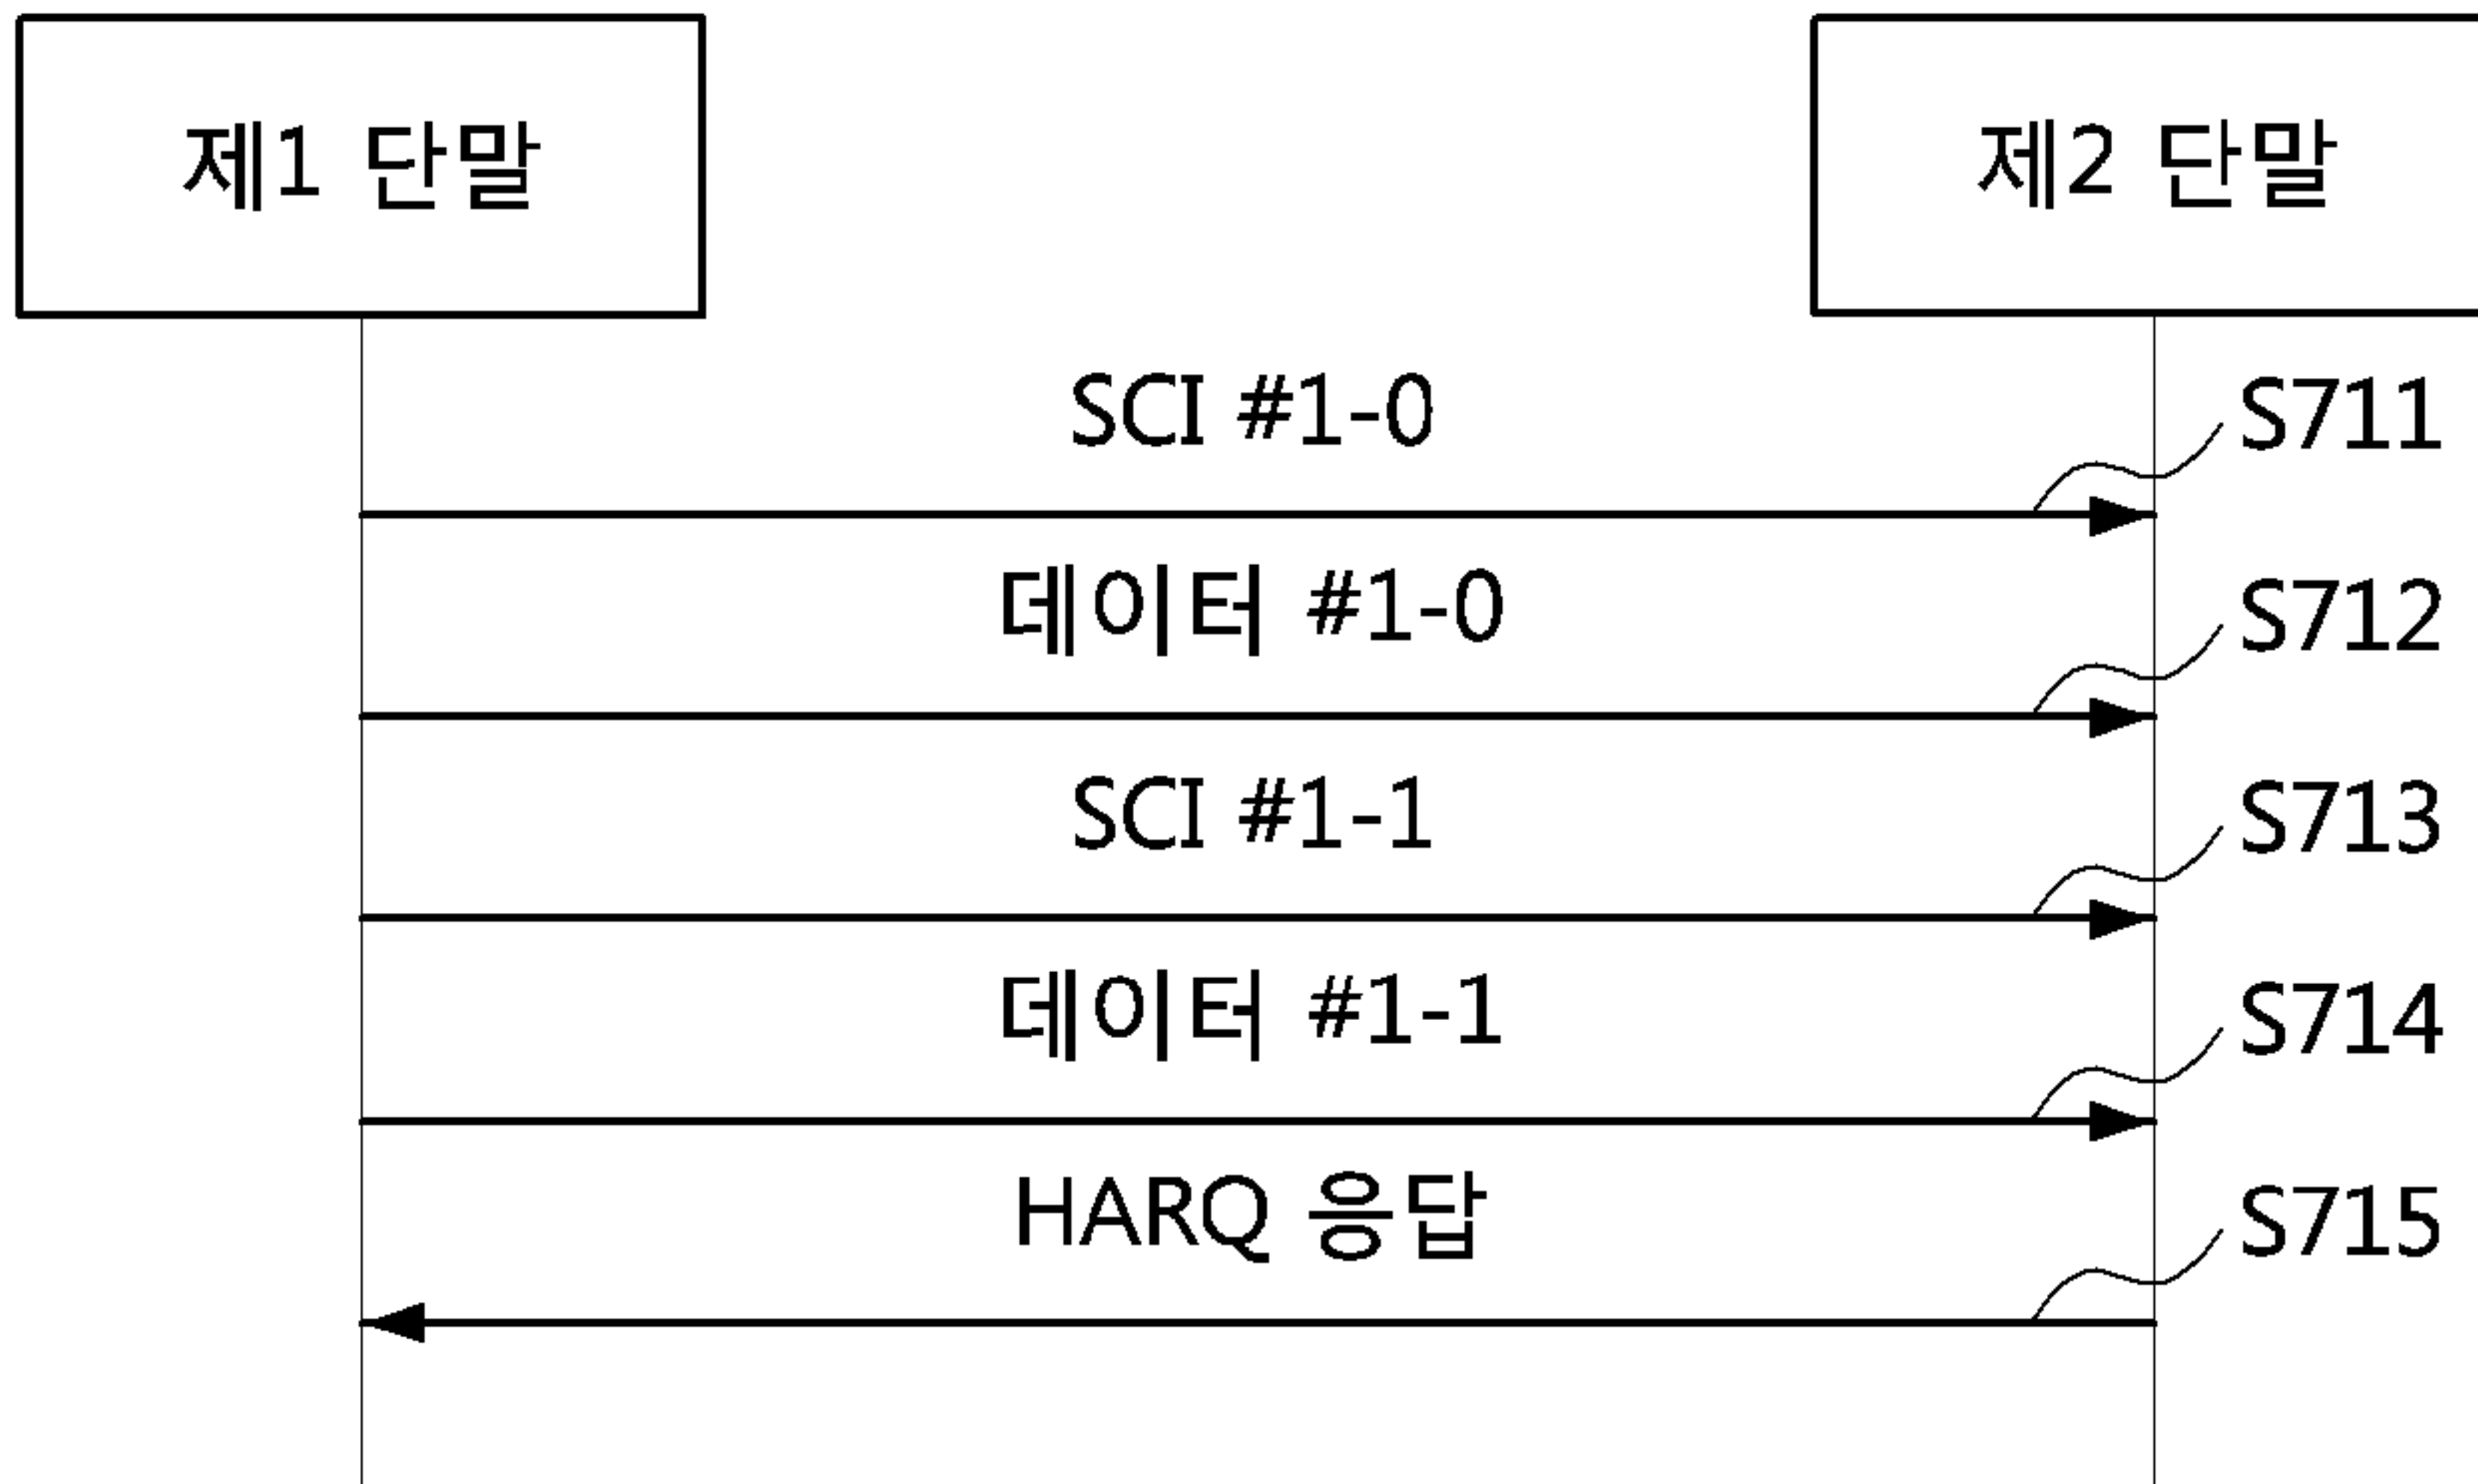 제1 단말
제2 단말
SCI #1-0
S711
데이터 #1-0
S712
SCI #1-1
S713
데이터 #1-1
S714
HARQ 응답
S715